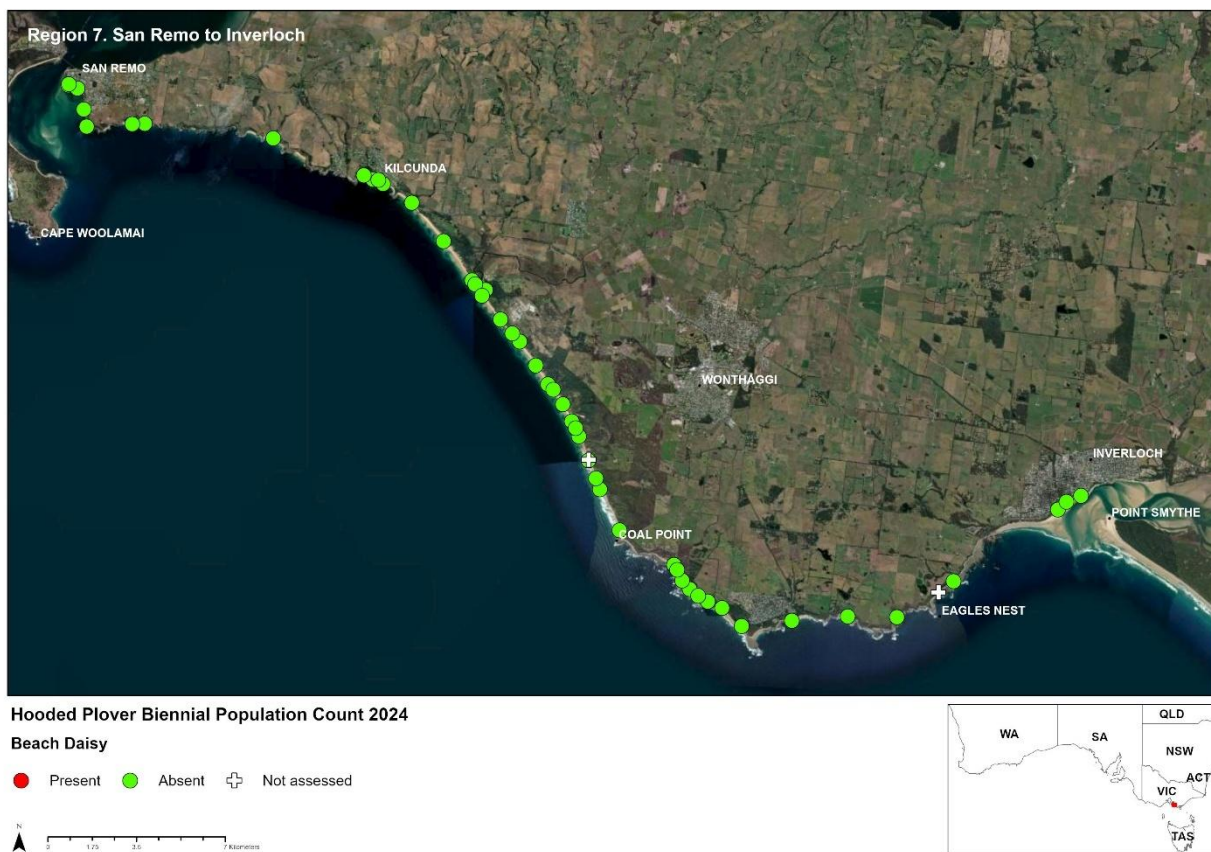 Region 7. San Remo to Inverloch
SAN REMO
KILCUNDA
CAPE WOOLAMAI
WONTHAGGI
INVERLOCH
POINT SMYTHE
COAL POINT
EAGLES NEST
Hooded Plover Biennial Population Count 2024
Beach Daisy
Present Absent Not assessed
N
0 1.75 3.5 7 Kilometers
WA
SA
QLD
NSW
ACT
VIC
TAS